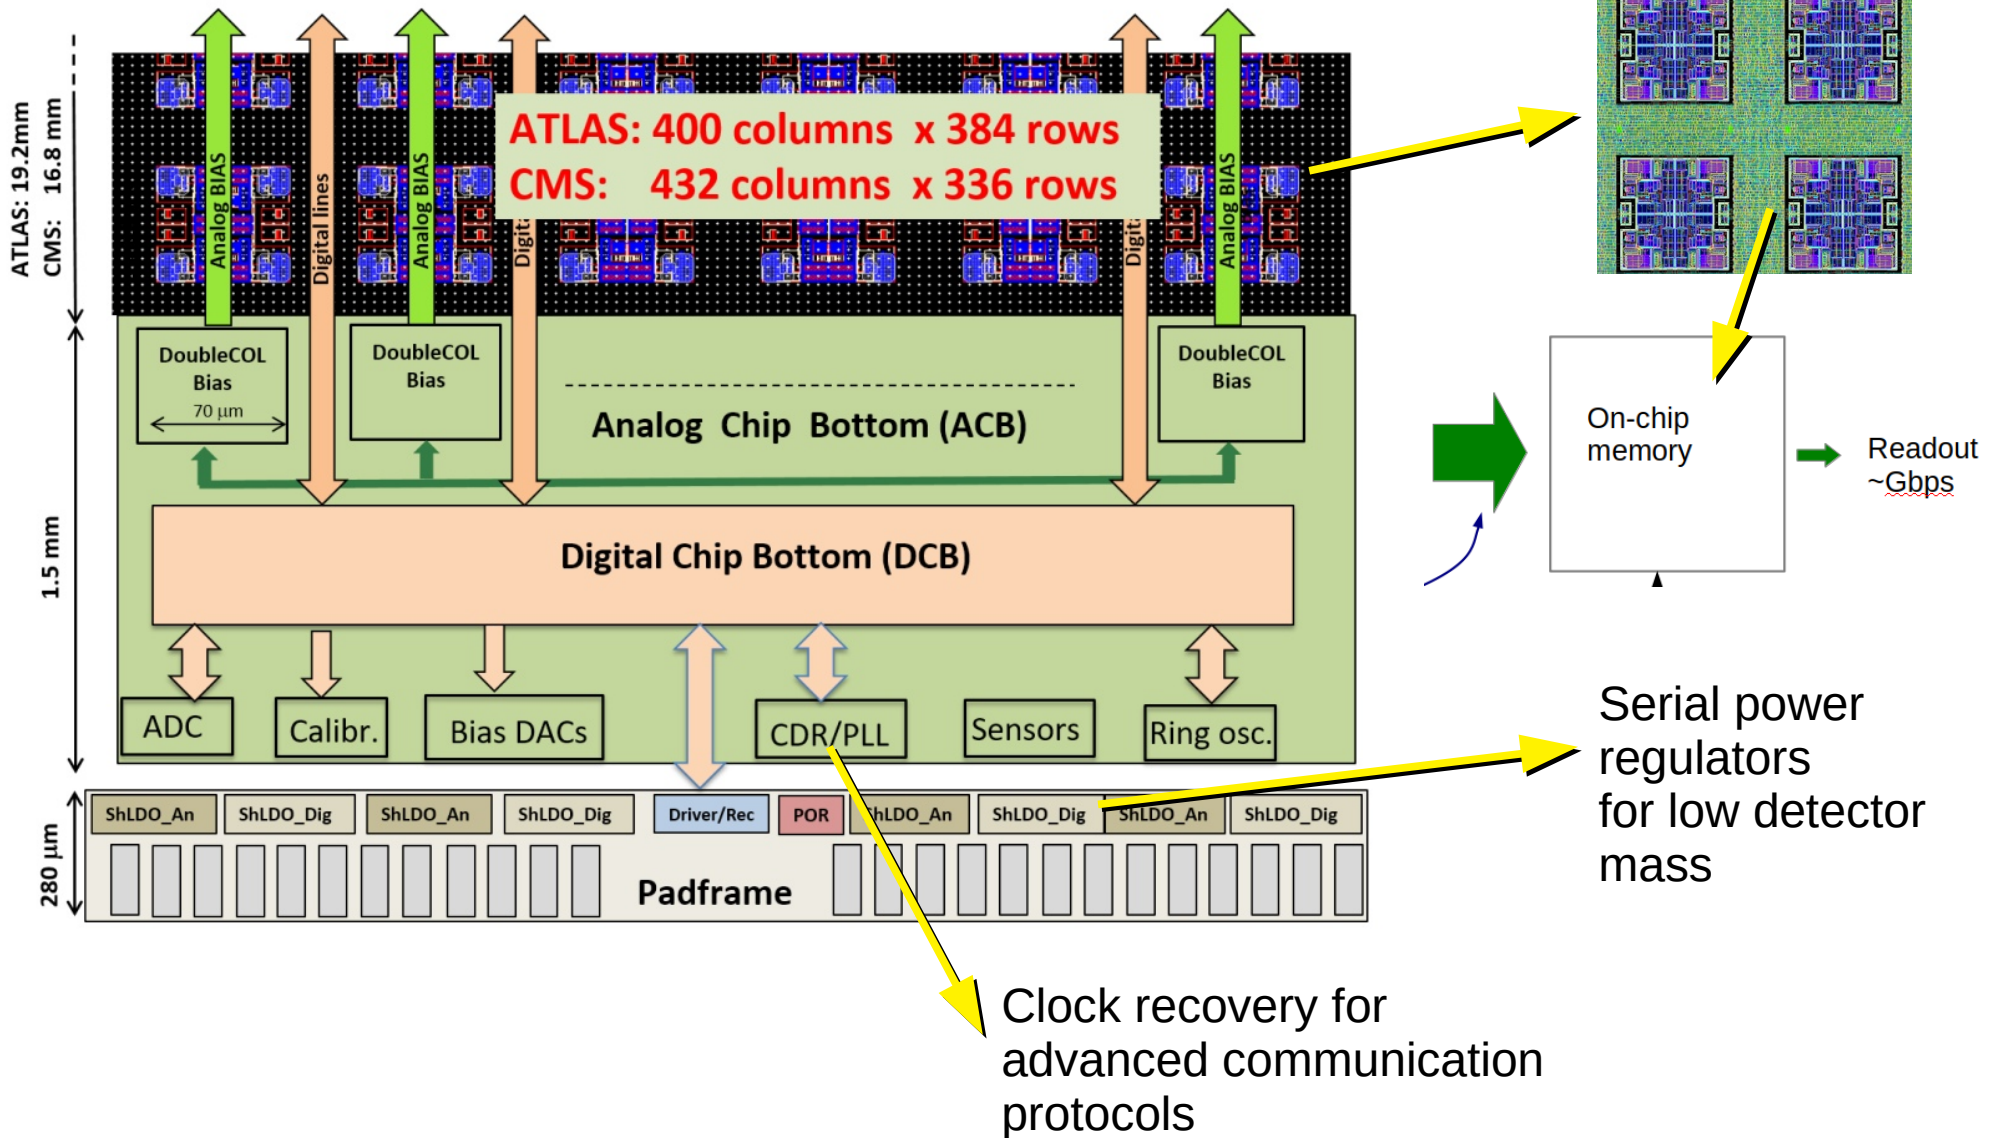 ATLAS: 19.2mm
CMS: 16.8 mm
Analog BIAS
Digital lines
Analog BIAS
Digit
Digit
Analog BIAS
ATLAS: 400 columns x 384 rows
CMS: 432 columns x 336 rows
DoubleCOL
Bias
70 µm
DoubleCOL
Bias
DoubleCOL
Bias
Analog Chip Bottom (ACB)
1.5 mm
Digital Chip Bottom (DCB)
ADC
Calibr.
Bias DACs
CDR/PLL
Sensors
Ring osc.
280 µm
ShLDO_An
ShLDO_Dig
ShLDO_An
ShLDO_Dig
Driver/Rec
POR
ShLDO_An
ShLDO_Dig
ShLDO_An
ShLDO_Dig
Padframe
On-chip
memory
Readout
~Gbps
Serial power
regulators
for low detector
mass
Clock recovery for
advanced communication
protocols